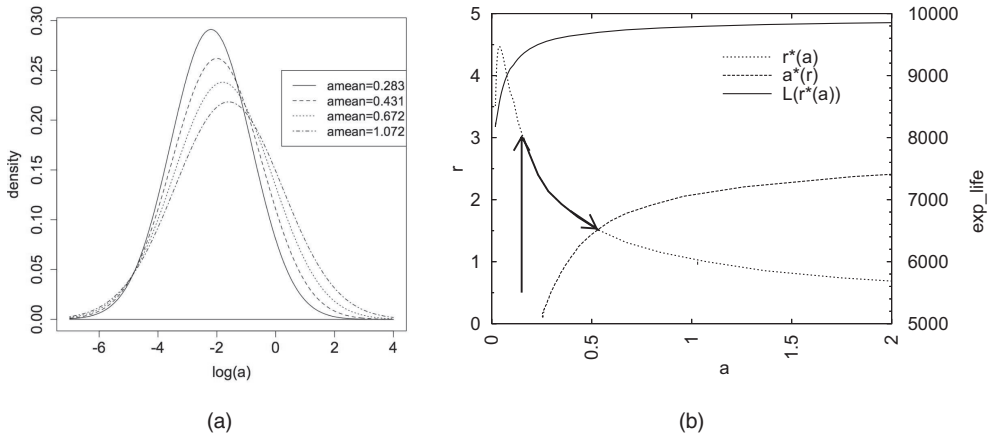 0.30
0.25
0.20
0.15
0.10
0.05
0.00
density
amean=0.283
amean=0.431
amean=0.672
amean=1.072
-6
-4
-2
0
2
4
log(a)
(a)
5
4
3
2
1
0
r
r*(a)
a*(r)
L(r*(a))
10000
9000
8000
7000
6000
5000
exp_life
0
0.5
1
1.5
2
a
(b)